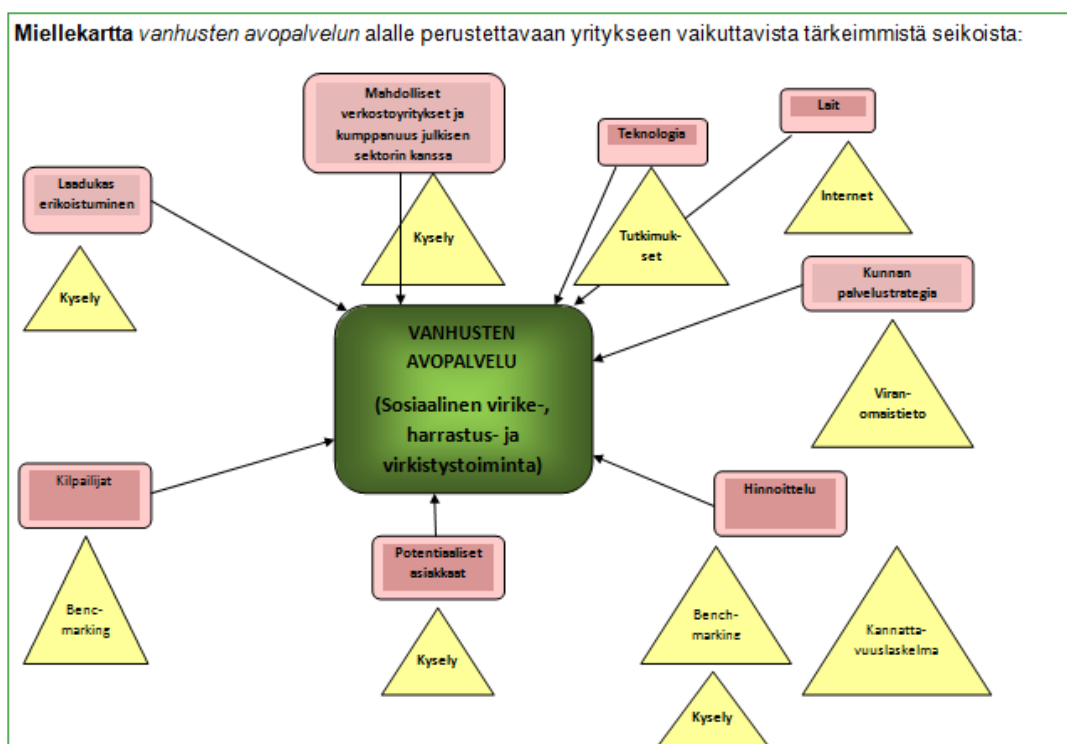 Miellekartta vanhusten avopalvelun alalle perustettavaan yritykseen vaikuttavista tärkeimmistä seikoista:
Mahdolliset
verkostoyritykset ja
kumppanuus julkisen
sektorin kanssa
Kysely
Teknologia
Tutkimuk-
set
Lait
Internet
Laadukas
erikoistuminen
Kysely
Kunnan
palvelustrategia
Viran-
omaistieto
VANHUSTEN
AVOPALVELU
(Sosiaalinen virike-,
harrastus- ja
virkistystoiminta)
Kilpailijat
Benc-
marking
Potentiaaliset
asiakkaat
Kysely
Hinnoittelu
Bench-
marking
Kannatta-
vuuslaskelma
Kysely